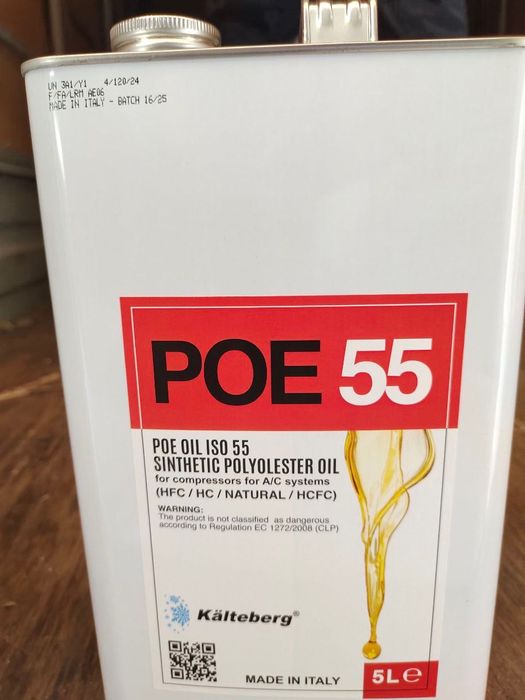 UN 3A1/Y1 4/120/24
F/FA/LRM AE06
MADE IN ITALY - BATCH 16/25
POE 55
POE OIL ISO 55
SINTHETIC POLYOLESTER OIL
for compressors for A/C systems
(HFC / HC / NATURAL / HCFC)
WARNING:
The product is not classified as dangerous
according to Regulation EC 1272/2008 (CLP)
Kälteberg®
MADE IN ITALY
5L ℮